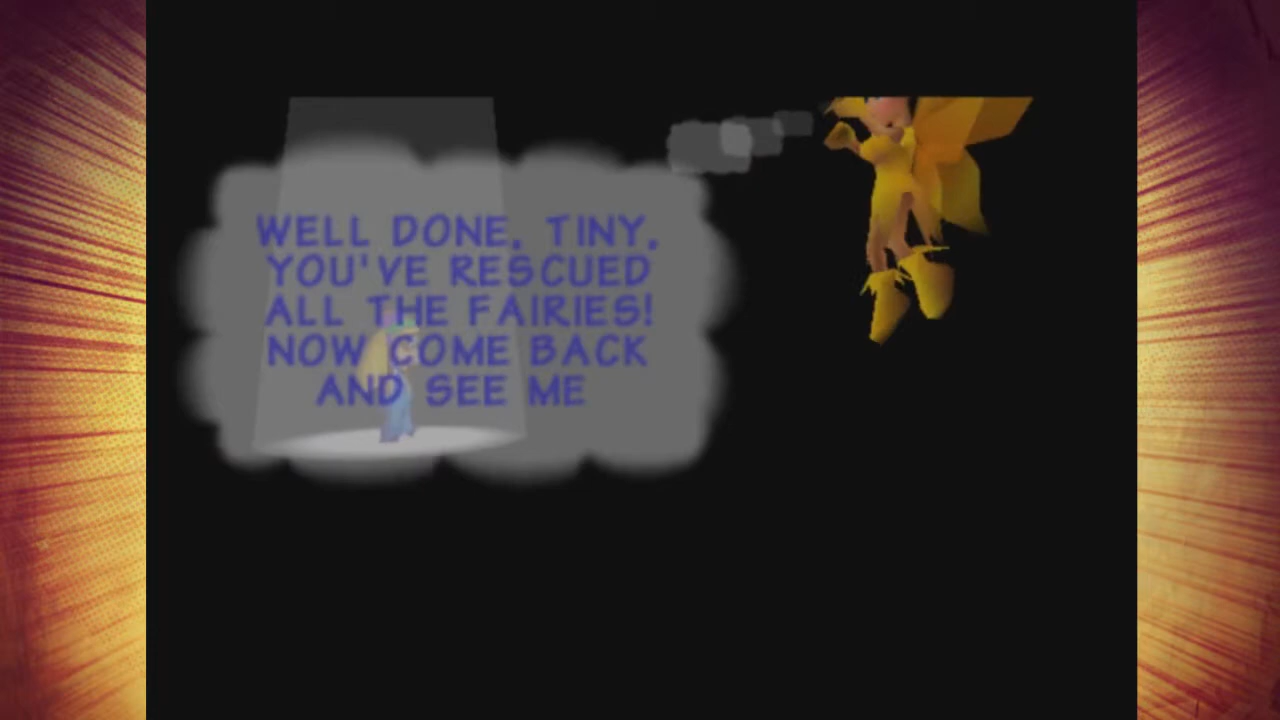 WELL DONE, TINY,
YOU'VE RESCUED
ALL THE FAIRIES!
NOW COME BACK
AND SEE ME